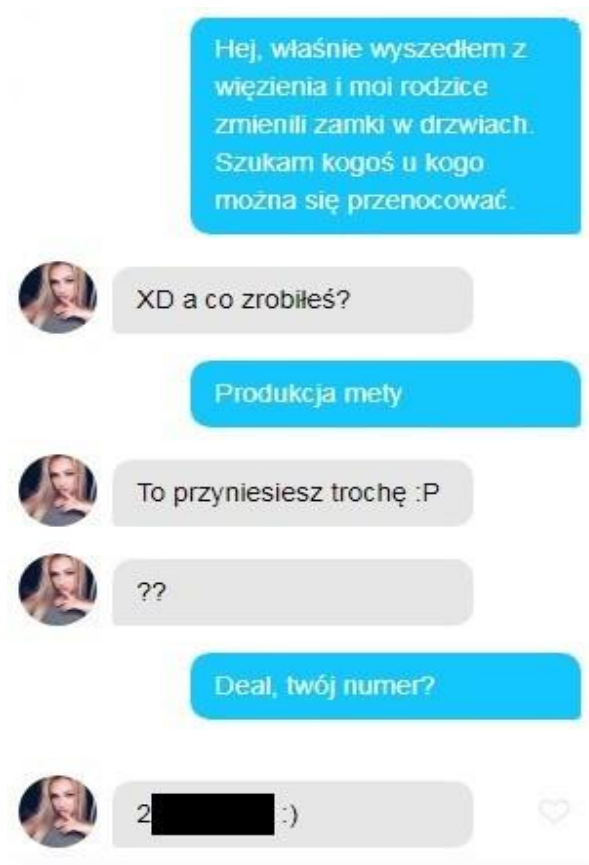 Hej, właśnie wyszedłem z
więzienia i moi rodzice
zmienili zamki w drzwiach.
Szukam kogoś u kogo
można się przenocować.
XD a co zrobiłeś?
Produkcja mety
To przyniesiesz trochę :P
??
Deal, twój numer?
2 :)